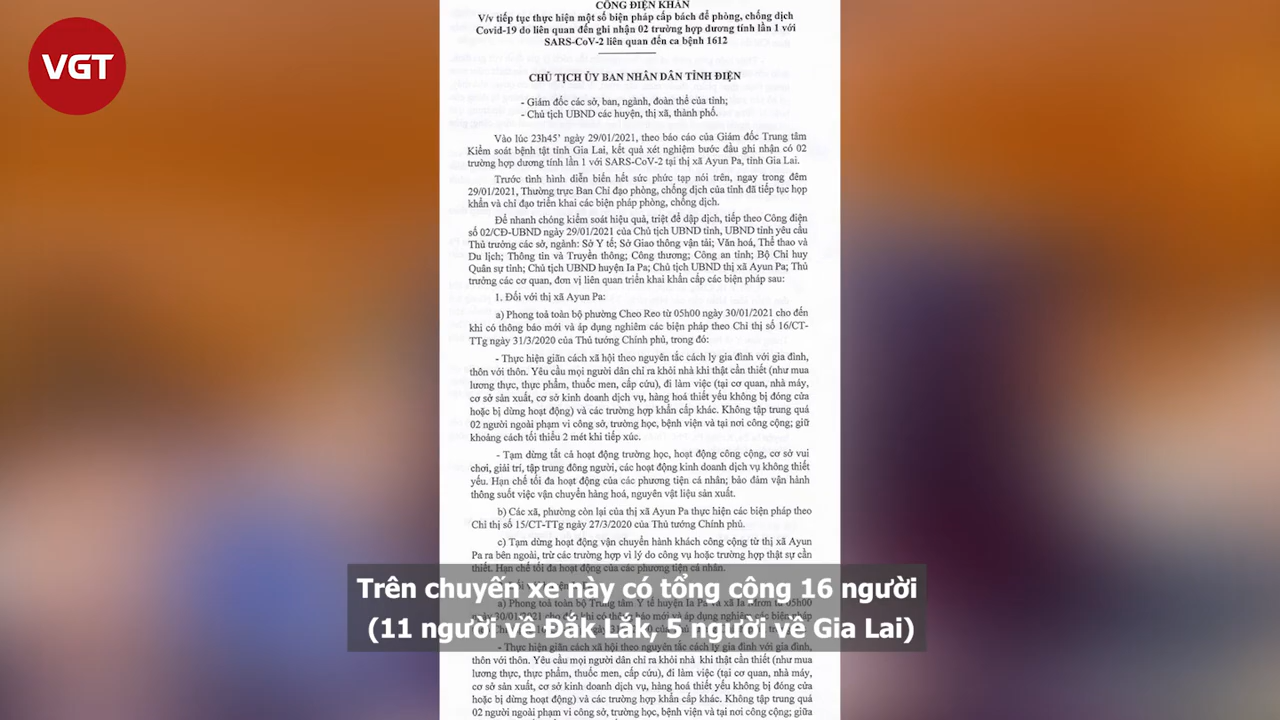 VGT
CÔNG ĐIỆN KHẨN
V/v tiếp tục thực hiện một số biện pháp cấp bách để phòng, chống dịch
Covid-19 do liên quan đến ghi nhận 02 trường hợp dương tính lần 1 với
SARS-CoV-2 liên quan đến ca bệnh 1612
CHỦ TỊCH ỦY BAN NHÂN DÂN TỈNH ĐIỆN
- Giám đốc các sở, ban, ngành, đoàn thể của tỉnh;
- Chủ tịch UBND các huyện, thị xã, thành phố.
Vào lúc 23h45’ ngày 29/01/2021, theo báo cáo của Giám đốc Trung tâm
Kiểm soát bệnh tật tỉnh Gia Lai, kết quả xét nghiệm bước đầu ghi nhận có 02
trường hợp dương tính lần 1 với SARS-CoV-2 tại thị xã Ayun Pa, tỉnh Gia Lai.
Trước tình hình diễn biến hết sức phức tạp nói trên, ngay trong đêm
29/01/2021, Thường trực Ban Chỉ đạo phòng, chống dịch của tỉnh đã tiếp tục họp
khẩn và chỉ đạo triển khai các biện pháp phòng, chống dịch.
Để nhanh chóng kiểm soát hiệu quả, triệt để dập dịch, tiếp theo Công điện
số 02/CĐ-UBND ngày 29/01/2021 của Chủ tịch UBND tỉnh, UBND tỉnh yêu cầu
Thủ trưởng các sở, ngành: Sở Y tế; Sở Giao thông vận tải; Văn hoá, Thể thao và
Du lịch; Thông tin và Truyền thông; Công thương; Công an tỉnh; Bộ Chỉ huy
Quân sự tỉnh; Chủ tịch UBND huyện Ia Pa; Chủ tịch UBND thị xã Ayun Pa; Thủ
trưởng các cơ quan, đơn vị liên quan triển khai khẩn cấp các biện pháp sau:
1. Đối với thị xã Ayun Pa:
a) Phong toả toàn bộ phường Cheo Reo từ 05h00 ngày 30/01/2021 cho đến
khi có thông báo mới và áp dụng nghiêm các biện pháp theo Chỉ thị số 16/CT-
TTg ngày 31/3/2020 của Thủ tướng Chính phủ, trong đó:
- Thực hiện giãn cách xã hội theo nguyên tắc cách ly gia đình với gia đình,
thôn với thôn. Yêu cầu mọi người dân chỉ ra khỏi nhà khi thật cần thiết (như mua
lương thực, thực phẩm, thuốc men, cấp cứu), đi làm việc (tại cơ quan, nhà máy,
cơ sở sản xuất, cơ sở kinh doanh dịch vụ, hàng hoá thiết yếu không bị đóng cửa
hoặc bị dừng hoạt động) và các trường hợp khẩn cấp khác. Không tập trung quá
02 người ngoài phạm vi công sở, trường học, bệnh viện và tại nơi công cộng; giữ
khoảng cách tối thiểu 2 mét khi tiếp xúc.
- Tạm dừng tất cả hoạt động trường học, hoạt động công cộng, cơ sở vui
chơi, giải trí, tập trung đông người, các hoạt động kinh doanh dịch vụ không thiết
yếu. Hạn chế tối đa hoạt động của các phương tiện cá nhân; bảo đảm vận hành
thông suốt việc vận chuyển hàng hoá, nguyên vật liệu sản xuất.
b) Các xã, phường còn lại của thị xã Ayun Pa thực hiện các biện pháp theo
Chỉ thị số 15/CT-TTg ngày 27/3/2020 của Thủ tướng Chính phủ.
c) Tạm dừng hoạt động vận chuyển hành khách công cộng từ thị xã Ayun
Pa ra bên ngoài, trừ các trường hợp vì lý do công vụ hoặc trường hợp thật sự cần
thiết. Hạn chế tối đa hoạt động của các phương tiện cá nhân.
a) Phong toả toàn bộ Trung tâm Y tế huyện Ia Pa và xã Ia Mrơn từ 05h00
Trên chuyến xe này có tổng cộng 16 người
(11 người về Đắk Lắk, 5 người về Gia Lai)
- Thực hiện giãn cách xã hội theo nguyên tắc cách ly gia đình với gia đình,
thôn với thôn. Yêu cầu mọi người dân chỉ ra khỏi nhà khi thật cần thiết (như mua
lương thực, thực phẩm, thuốc men, cấp cứu), đi làm việc (tại cơ quan, nhà máy,
cơ sở sản xuất, cơ sở kinh doanh dịch vụ, hàng hoá thiết yếu không bị đóng cửa
hoặc bị dừng hoạt động) và các trường hợp khẩn cấp khác. Không tập trung quá
02 người ngoài phạm vi công sở, trường học, bệnh viện và tại nơi công cộng; giữa